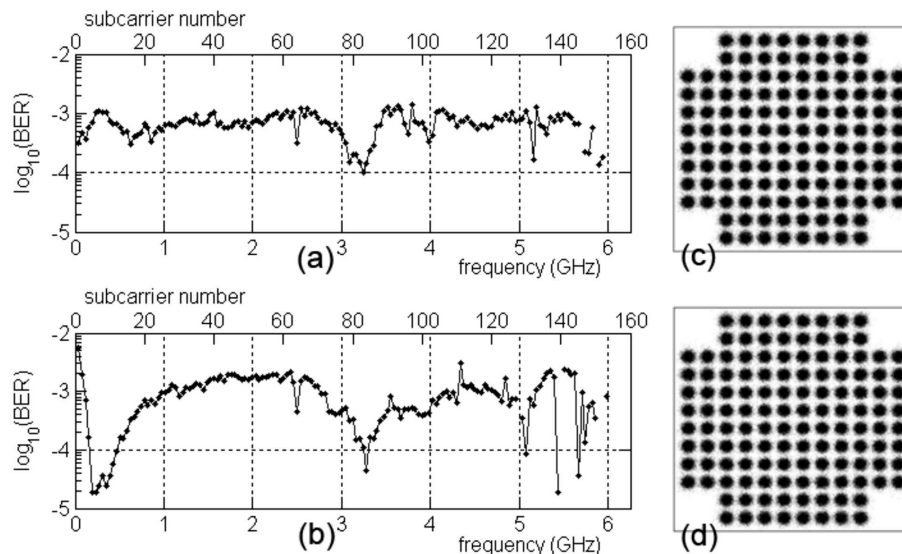 subcarrier number
0 20 40 60 80 100 120 140 160
-2
-3
-4
-5
log10(BER)
0 1 2 3 4 5 6
(a)
frequency (GHz)
(c)
subcarrier number
0 20 40 60 80 100 120 140 160
-2
-3
-4
-5
log10(BER)
0 1 2 3 4 5 6
(b)
frequency (GHz)
(d)